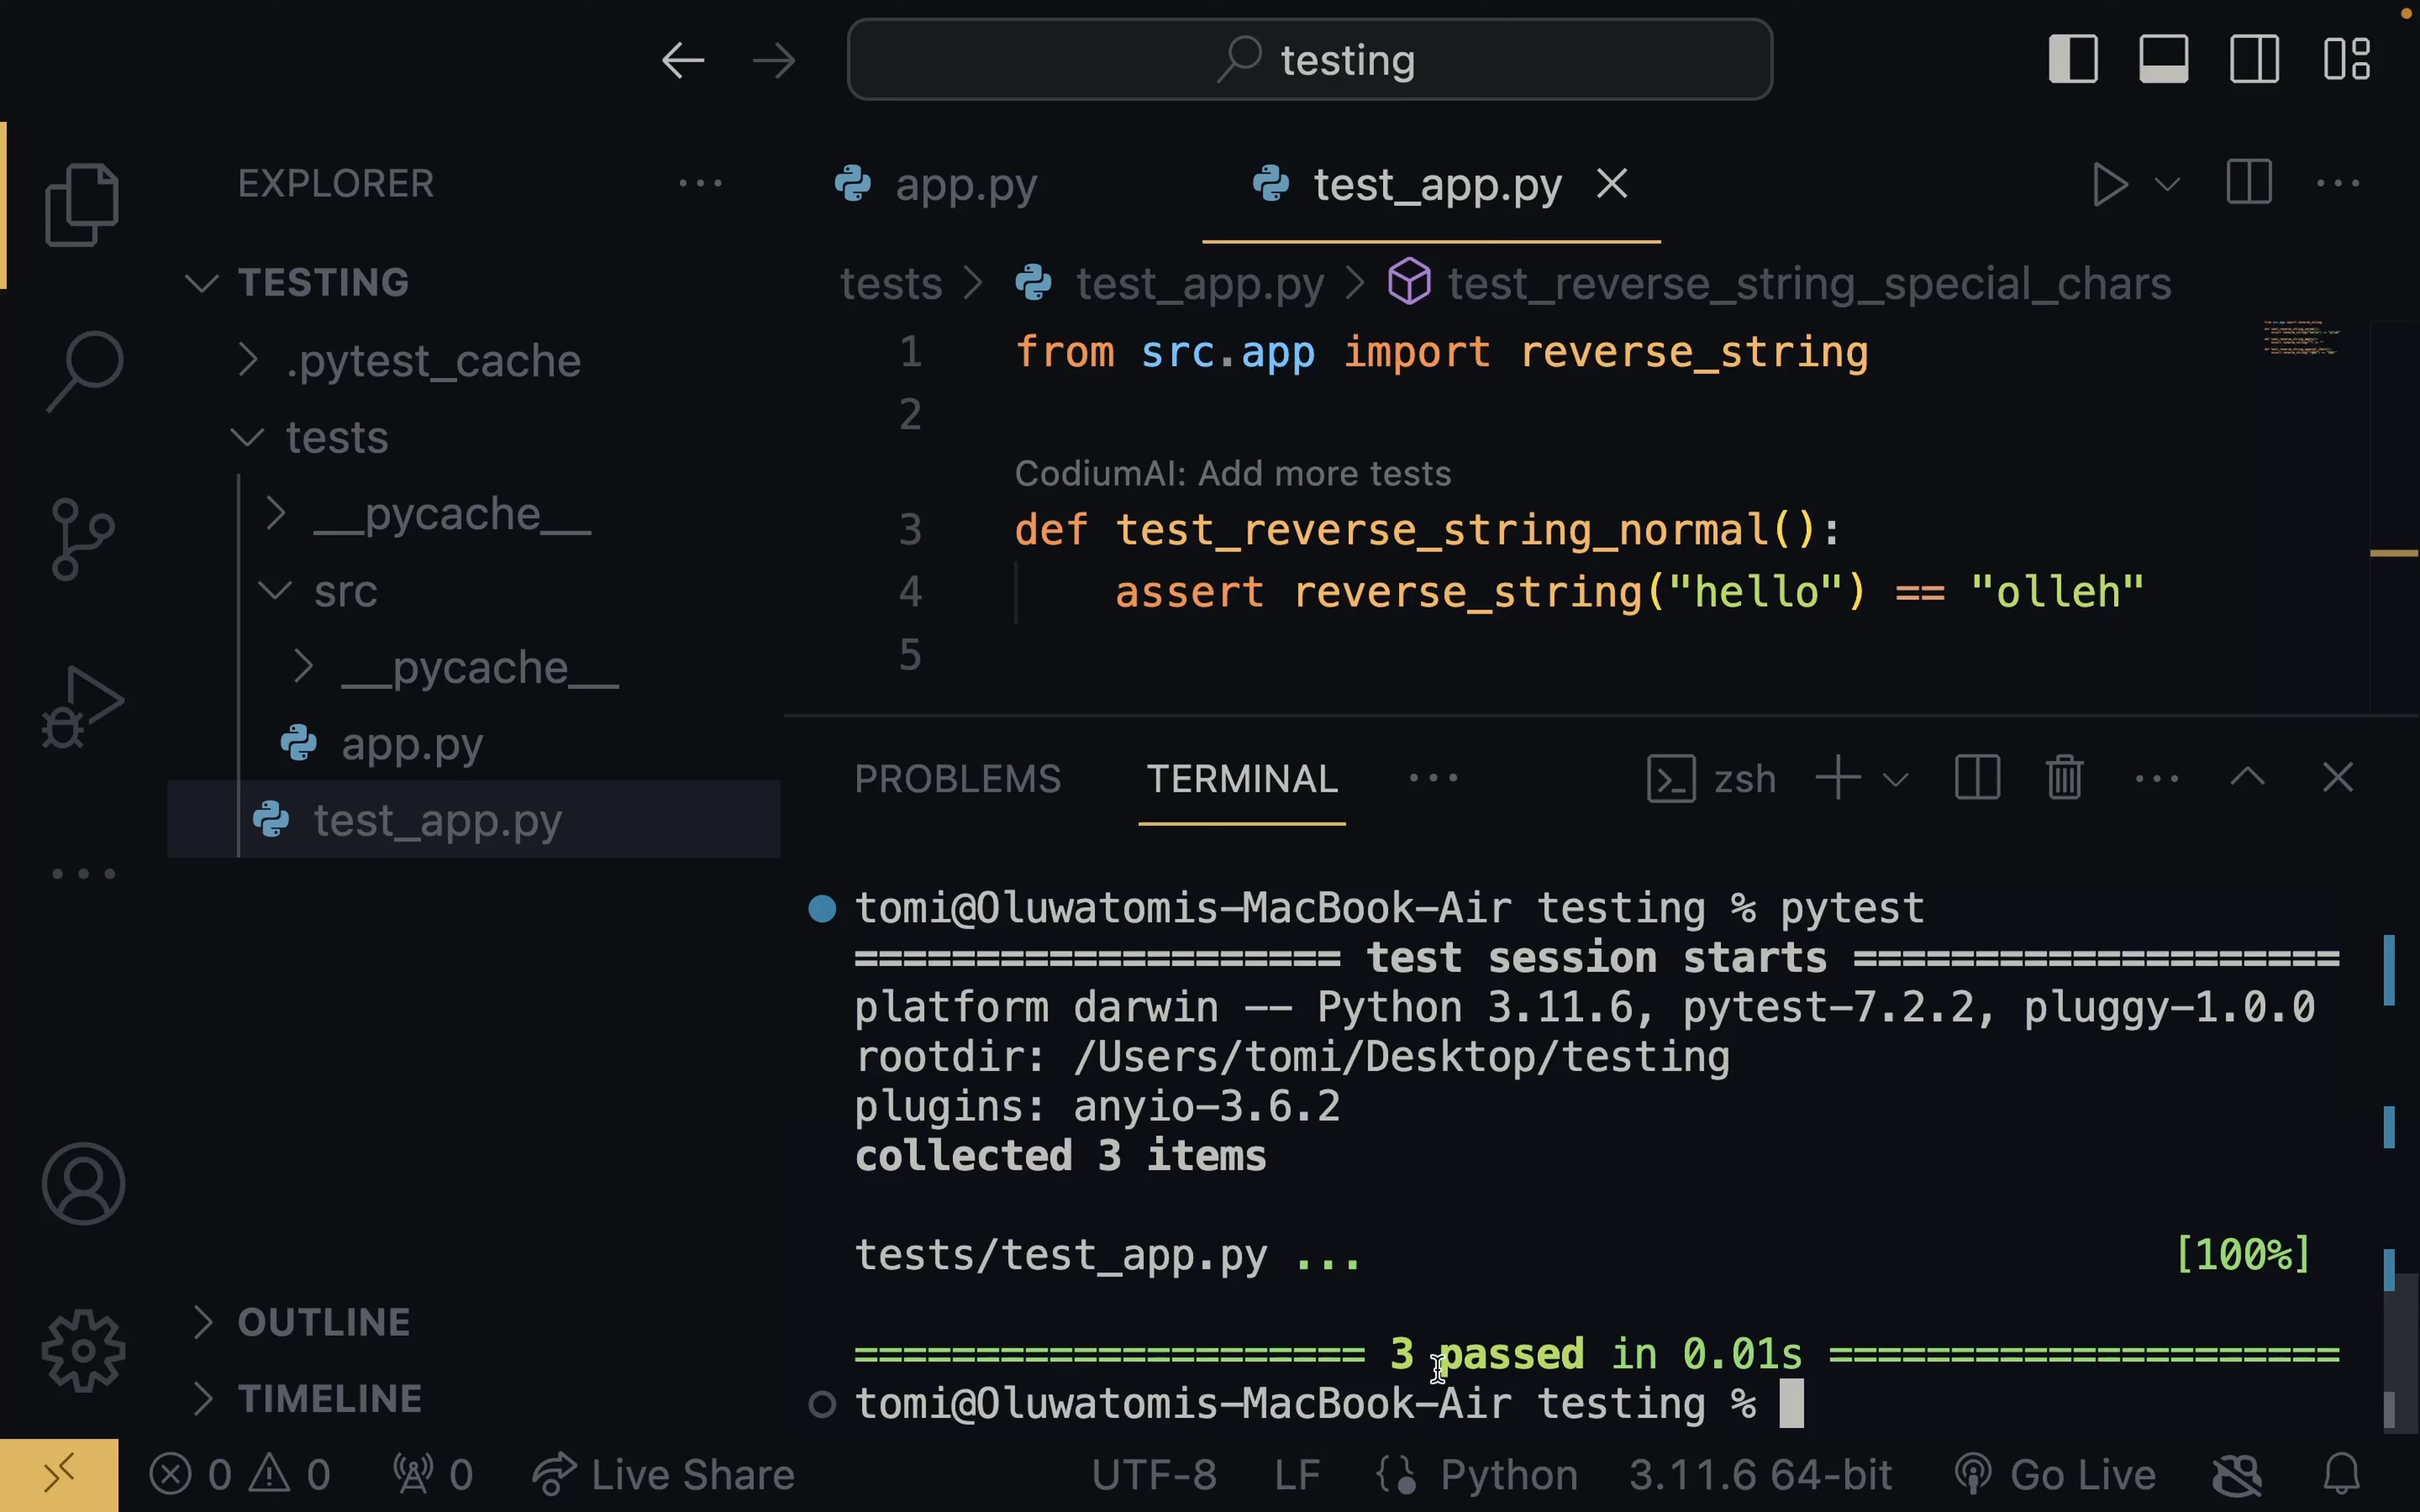 testing
EXPLORER
TESTING
.pytest_cache
tests
__pycache__
src
__pycache__
app.py
test_app.py
OUTLINE
TIMELINE
app.py
test_app.py
tests > test_app.py > test_reverse_string_special_chars
1 from src.app import reverse_string
2
CodiumAI: Add more tests
3 def test_reverse_string_normal():
4 assert reverse_string("hello") == "olleh"
5
PROBLEMS TERMINAL ... zsh
tomi@Oluwatomis-MacBook-Air testing % pytest
==================== test session starts ====================
platform darwin -- Python 3.11.6, pytest-7.2.2, pluggy-1.0.0
rootdir: /Users/tomi/Desktop/testing
plugins: anyio-3.6.2
collected 3 items
tests/test_app.py ... [100%]
===================== 3 passed in 0.01s =====================
tomi@Oluwatomis-MacBook-Air testing %
0 0 0 Live Share UTF-8 LF Python 3.11.6 64-bit Go Live